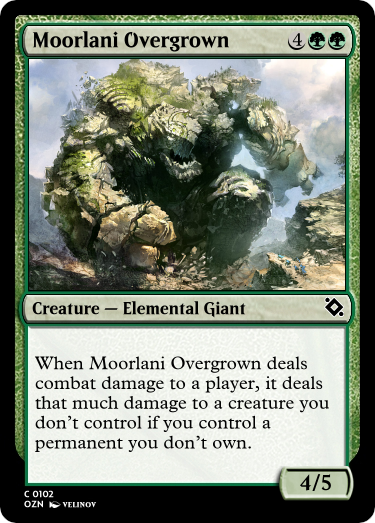 Moorlani Overgrown 4
Creature — Elemental Giant
When Moorlani Overgrown deals
combat damage to a player, it deals
that much damage to a creature you
don't control if you control a
permanent you don't own.
4/5
C 0102
OZN VELINOV